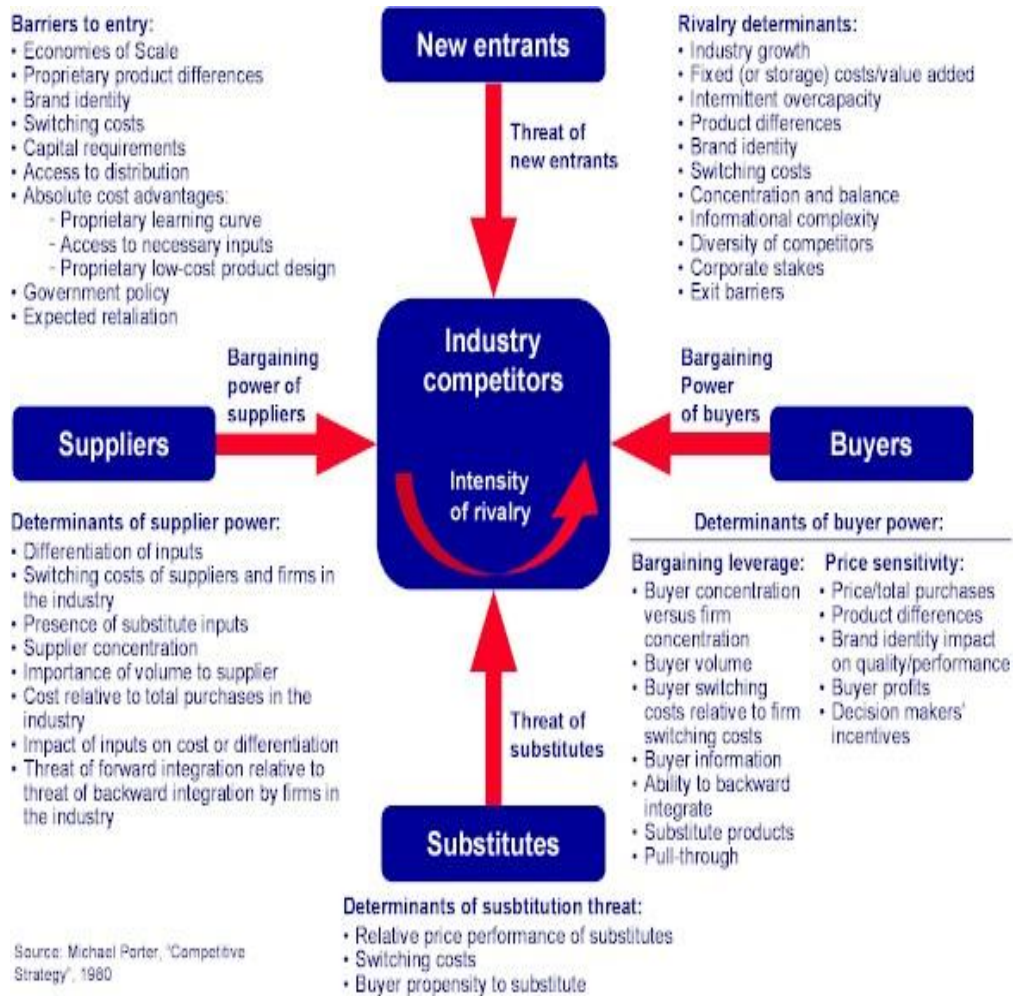 Barriers to entry:
• Economies of Scale
• Proprietary product differences
• Brand identity
• Switching costs
• Capital requirements
• Access to distribution
• Absolute cost advantages:
- Proprietary learning curve
- Access to necessary inputs
- Proprietary low-cost product design
• Government policy
• Expected retaliation
New entrants
Threat of
new entrants
Rivalry determinants:
• Industry growth
• Fixed (or storage) costs/value added
• Intermittent overcapacity
• Product differences
• Brand identity
• Switching costs
• Concentration and balance
• Informational complexity
• Diversity of competitors
• Corporate stakes
• Exit barriers
Suppliers
Bargaining
power of
suppliers
Industry
competitors
Intensity
of rivalry
Bargaining
Power
of buyers
Buyers
Determinants of supplier power:
• Differentiation of inputs
• Switching costs of suppliers and firms in
the industry
• Presence of substitute inputs
• Supplier concentration
• Importance of volume to supplier
• Cost relative to total purchases in the
industry
• Impact of inputs on cost or differentiation
• Threat of forward integration relative to
threat of backward integration by firms in
the industry
Threat of
substitutes
Substitutes
Determinants of buyer power:
Bargaining leverage:
• Buyer concentration
versus firm
concentration
• Buyer volume
• Buyer switching
costs relative to firm
switching costs
• Buyer information
• Ability to backward
integrate
• Substitute products
• Pull-through
Price sensitivity:
• Price/total purchases
• Product differences
• Brand identity impact
on quality/performance
• Buyer profits
• Decision makers'
incentives
Determinants of susbtitution threat:
• Relative price performance of substitutes
• Switching costs
• Buyer propensity to substitute
Source: Michael Porter, "Competitive
Strategy", 1980